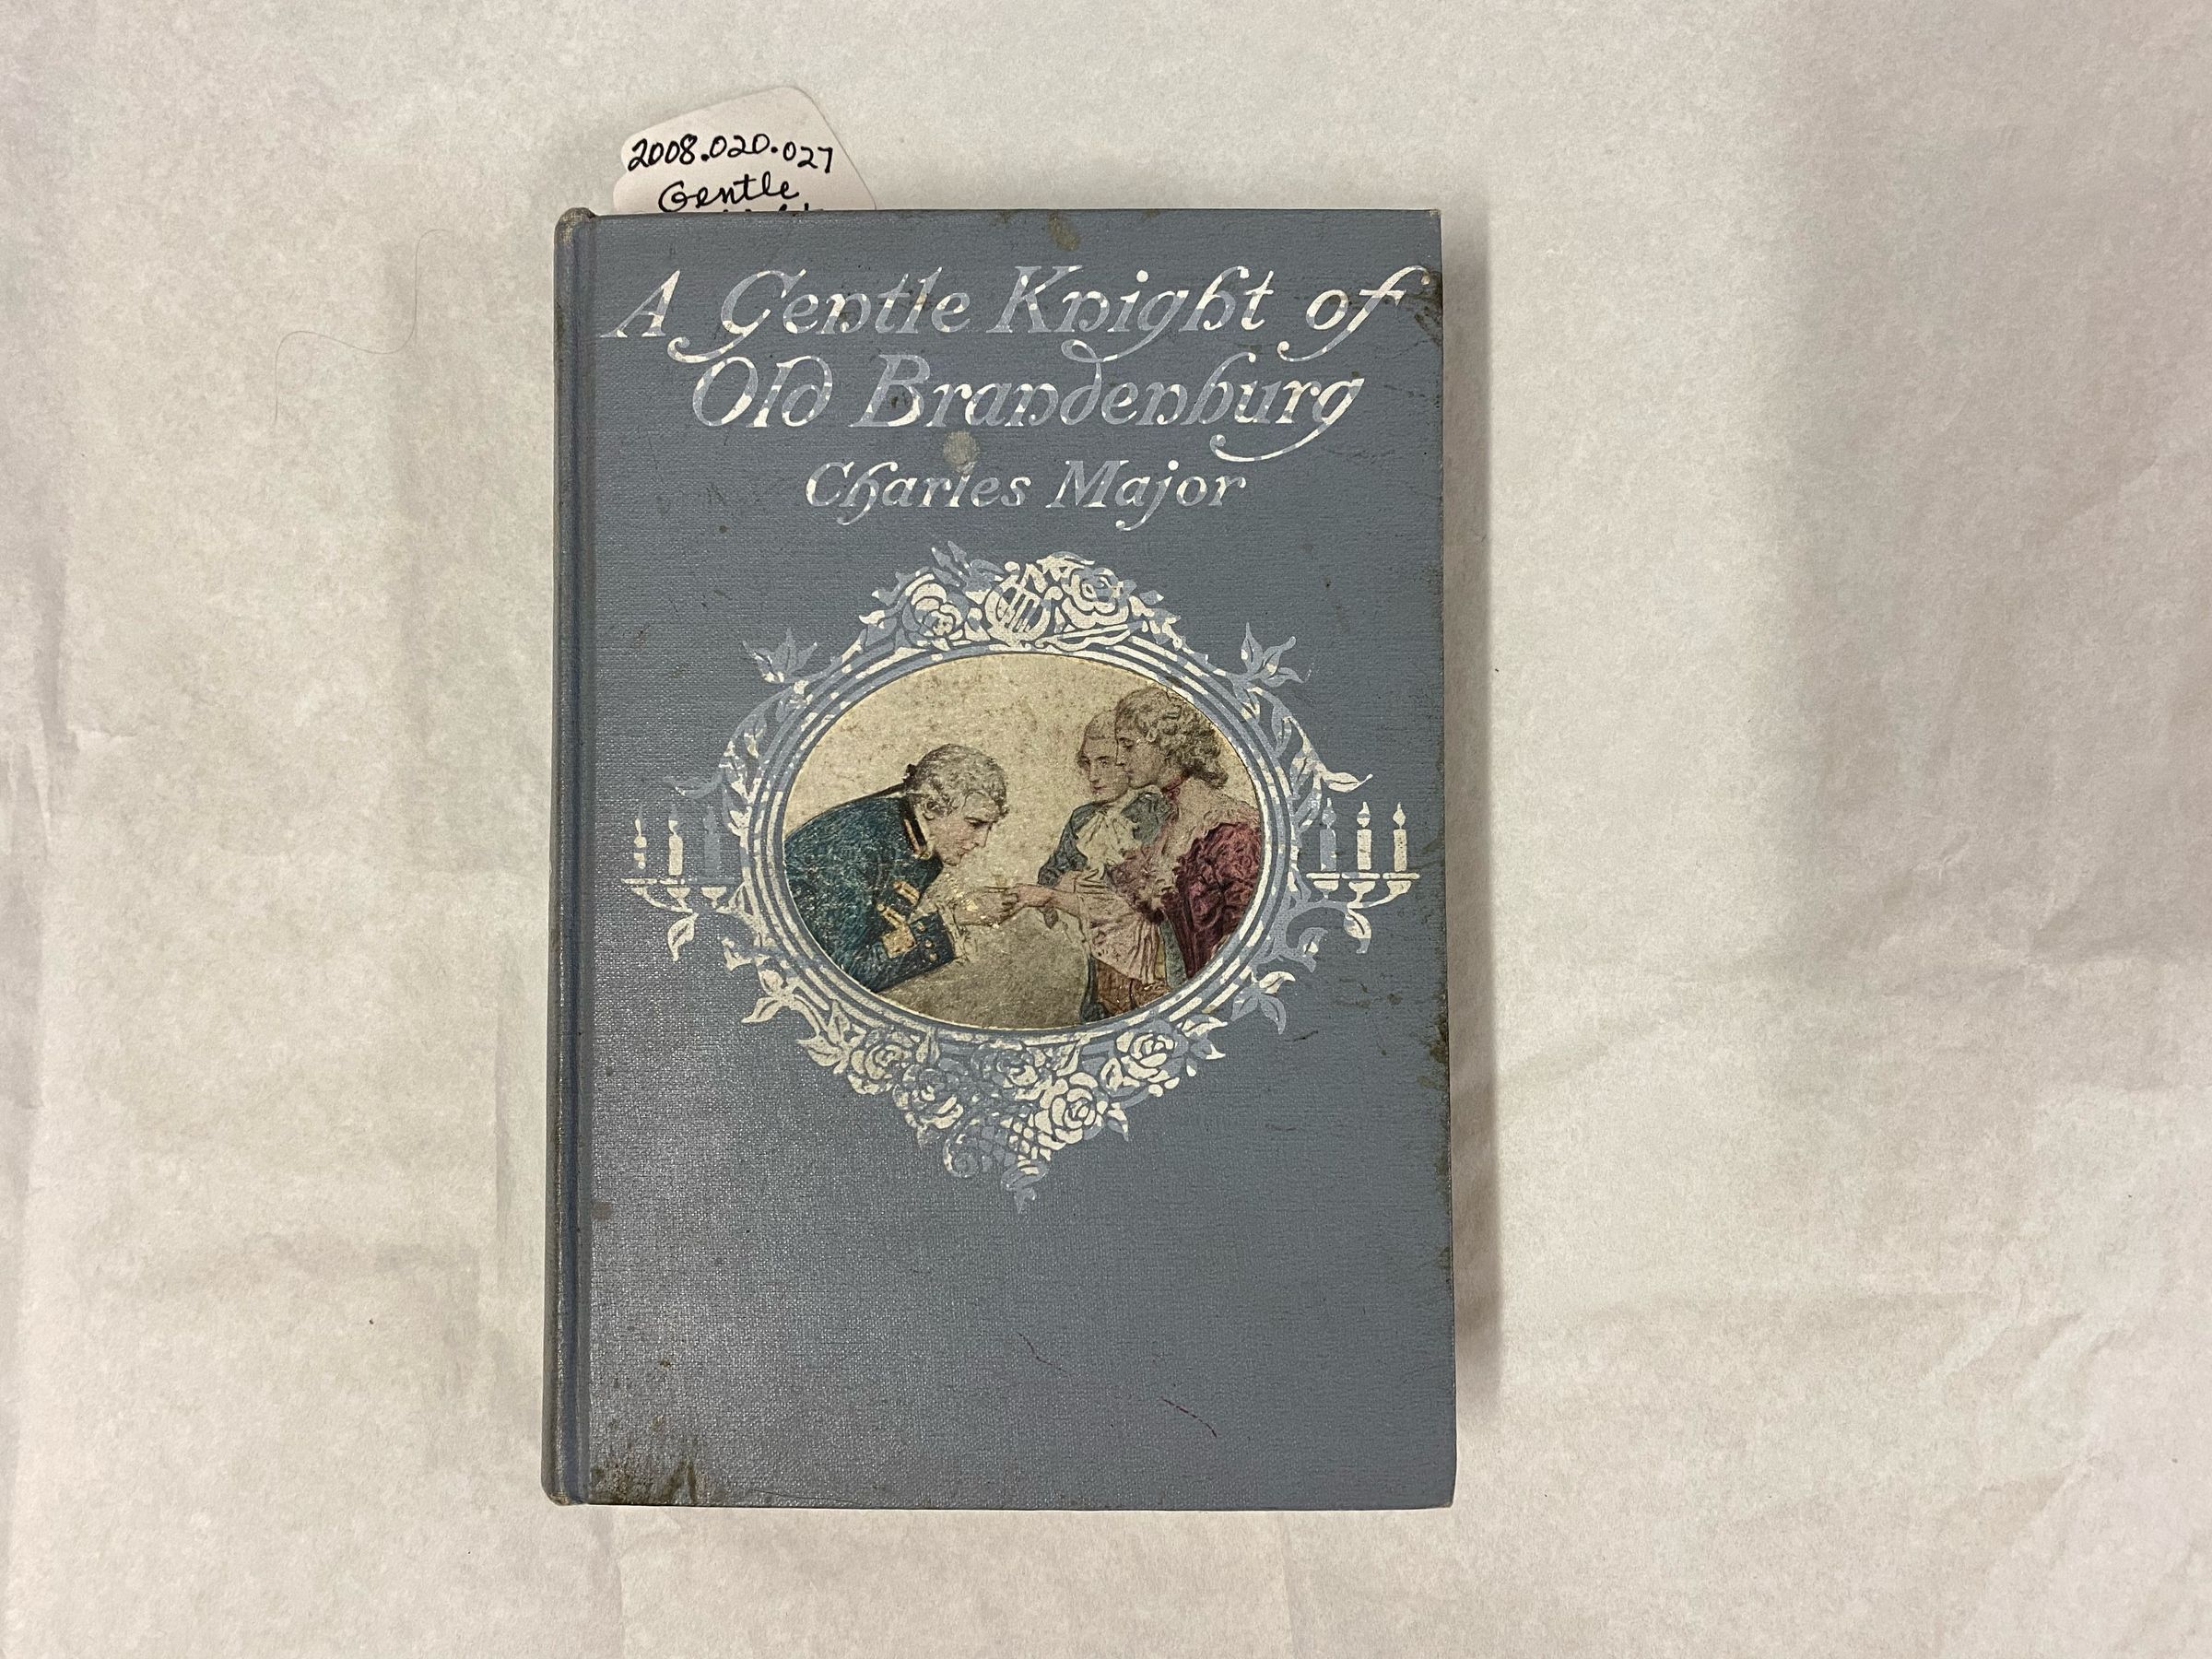 2008.020.027
Gentle
A Gentle Knight of
Old Brandenburg
Charles Major